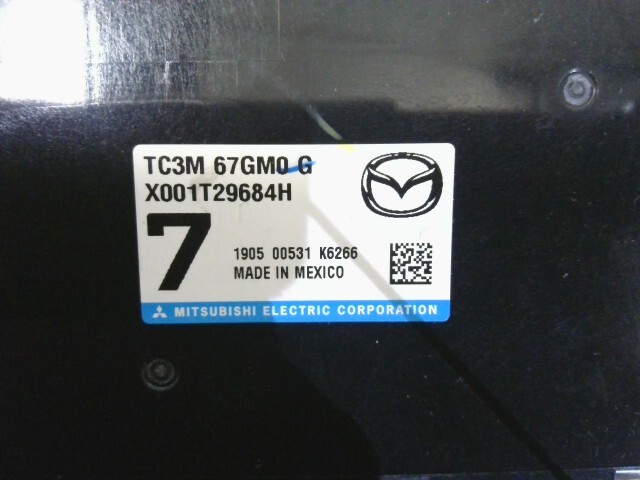 TC3M 67GM0 G
X001T29684H
7
1905 00531 K6266
MADE IN MEXICO
MITSUBISHI ELECTRIC CORPORATION